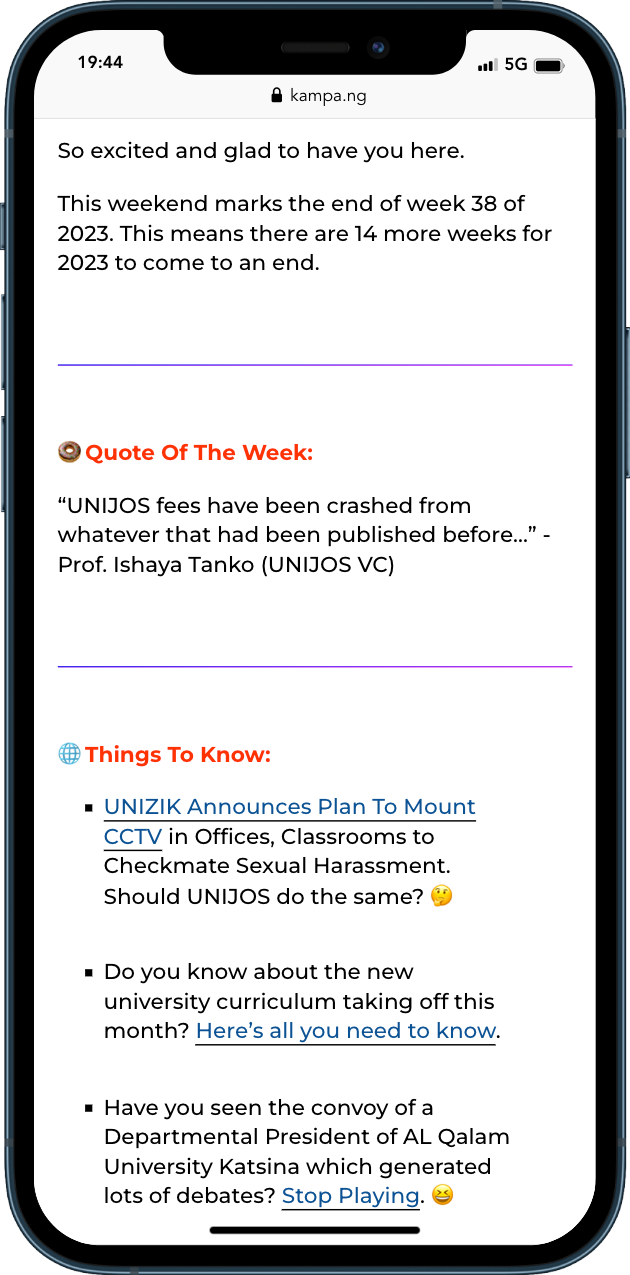 19:44
5G
kampa.ng
So excited and glad to have you here.
This weekend marks the end of week 38 of
2023. This means there are 14 more weeks for
2023 to come to an end.
🍩Quote Of The Week:
“UNIJOS fees have been crashed from
whatever that had been published before...” -
Prof. Ishaya Tanko (UNIJOS VC)
🌐Things To Know:
▪ UNIZIK Announces Plan To Mount
CCTV in Offices, Classrooms to
Checkmate Sexual Harassment.
Should UNIJOS do the same? 🤔
▪ Do you know about the new
university curriculum taking off this
month? Here’s all you need to know.
▪ Have you seen the convoy of a
Departmental President of AL Qalam
University Katsina which generated
lots of debates? Stop Playing. 😆